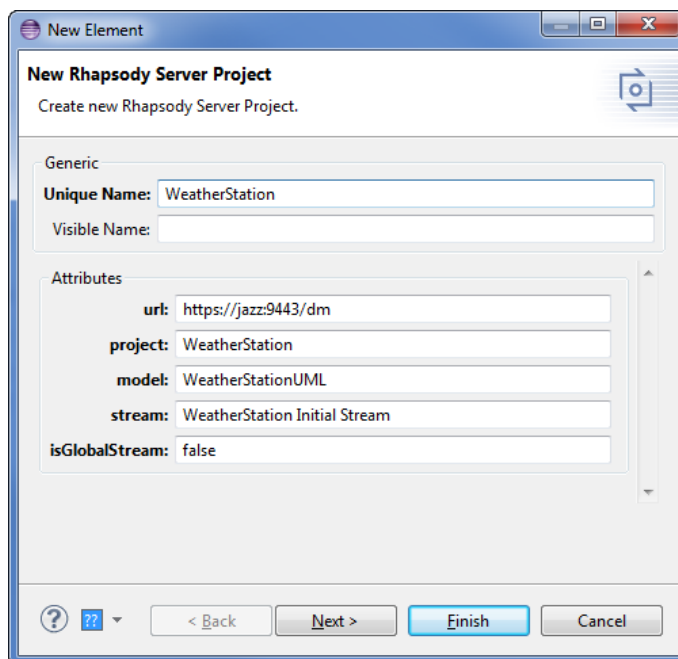 New Element
New Rhapsody Server Project
Create new Rhapsody Server Project.
Generic
Unique Name: WeatherStation
Visible Name:
Attributes
url: https://jazz:9443/dm
project: WeatherStation
model: WeatherStationUML
stream: WeatherStation Initial Stream
isGlobalStream: false
? ?? < Back Next > Finish Cancel